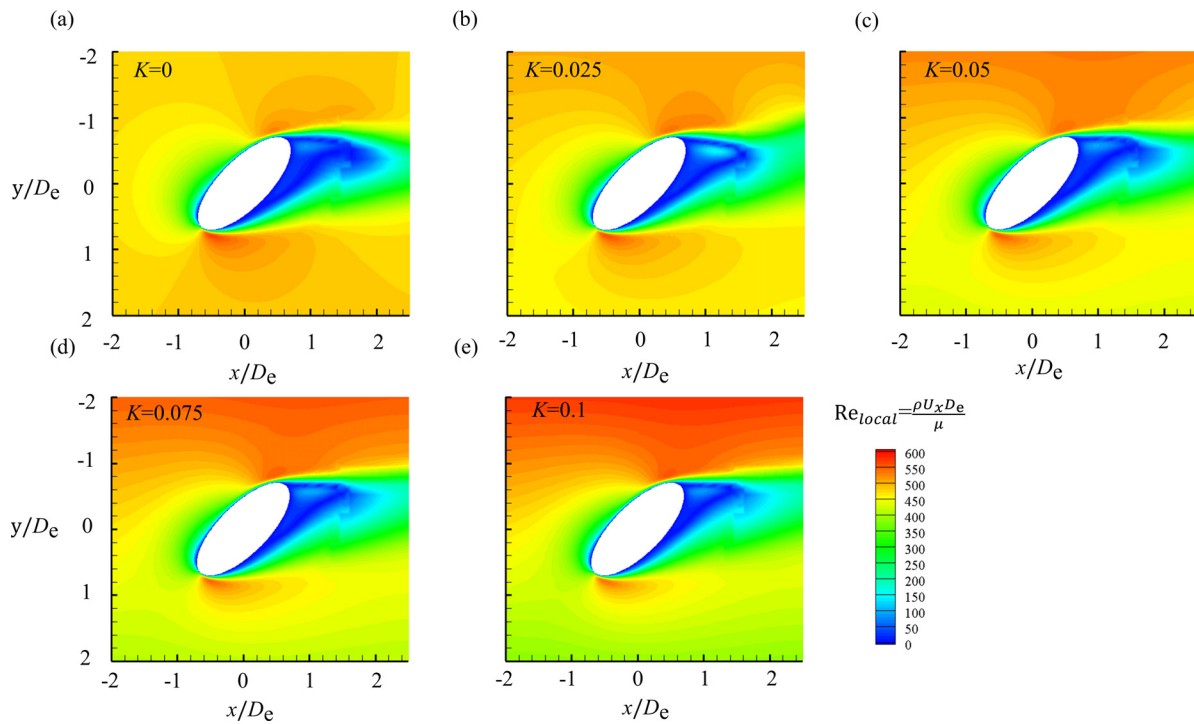 (a)
(b)
(c)
K=0
K=0.025
K=0.05
-2
-1
0
1
2
y/De
-2 -1 0 1 2
-2 -1 0 1 2
-2 -1 0 1 2
x/De
x/De
x/De
(d)
(e)
K=0.075
K=0.1
-2
-1
0
1
2
y/De
-2 -1 0 1 2
-2 -1 0 1 2
x/De
x/De
Re_local=ρU_xD_e/μ
600
550
500
450
400
350
300
250
200
150
100
50
0